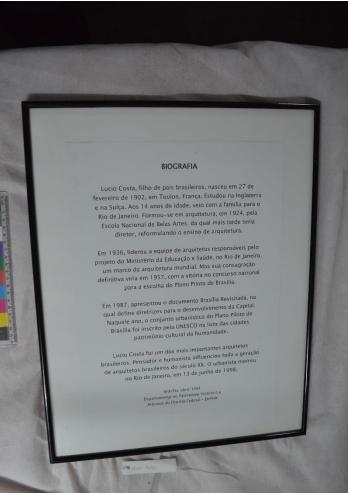 BIOGRAFIA
Lucio Costa, filho de pais brasileiros, nasceu em 27 de
fevereiro de 1902, em Toulon, França. Estudou na Inglaterra
e na Suíça. Aos 14 anos de idade, veio com a família para o
Rio de Janeiro. Formou-se em arquitetura, em 1924, pela
Escola Nacional de Belas Artes, da qual mais tarde seria
diretor, reformulando o ensino de arquitetura.
Em 1936, liderou a equipe de arquitetos responsáveis pelo
projeto do Ministério da Educação e Saúde, no Rio de Janeiro,
um marco da arquitetura mundial. Mas sua consagração
definitiva viria em 1957, com a vitória no concurso nacional
para a escolha do Plano Piloto de Brasília.
Em 1987, apresentou o documento Brasília Revisitada, no
qual define diretrizes para o desenvolvimento da Capital.
Naquele ano, o conjunto urbanístico do Plano Piloto de
Brasília foi inscrito pela UNESCO na lista das cidades
patrimônio cultural da humanidade.
Lucio Costa foi um dos mais importantes arquitetos
brasileiros. Pensador e humanista influenciou toda a geração
de arquitetos brasileiros do século XX. O urbanista morreu
no Rio de Janeiro, em 13 de junho de 1998.
Brasília, abril
Departamento do Patrimônio Histórico e
Artístico do Distrito Federal -